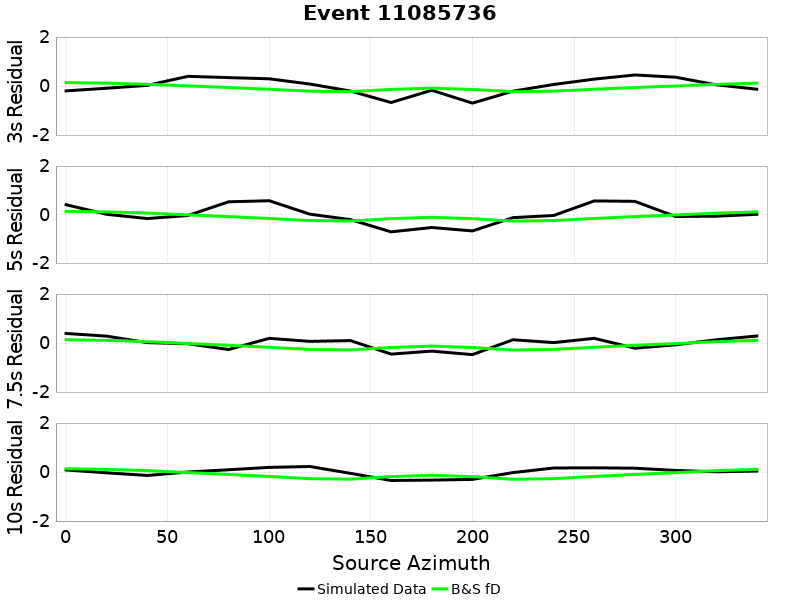 Event 11085736
3s Residual
2
0
-2
5s Residual
2
0
-2
7.5s Residual
2
0
-2
10s Residual
2
0
-2
0 50 100 150 200 250 300
Source Azimuth
Simulated Data B&S fD